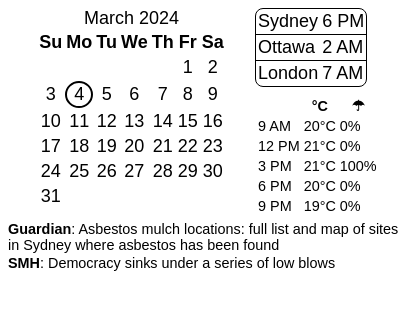 March 2024
Su Mo Tu We Th Fr Sa
1 2
3 4 5 6 7 8 9
10 11 12 13 14 15 16
17 18 19 20 21 22 23
24 25 26 27 28 29 30
31
Sydney 6 PM
Ottawa 2 AM
London 7 AM
°C ☂
9 AM 20°C 0%
12 PM 21°C 0%
3 PM 21°C 100%
6 PM 20°C 0%
9 PM 19°C 0%
Guardian: Asbestos mulch locations: full list and map of sites
in Sydney where asbestos has been found
SMH: Democracy sinks under a series of low blows